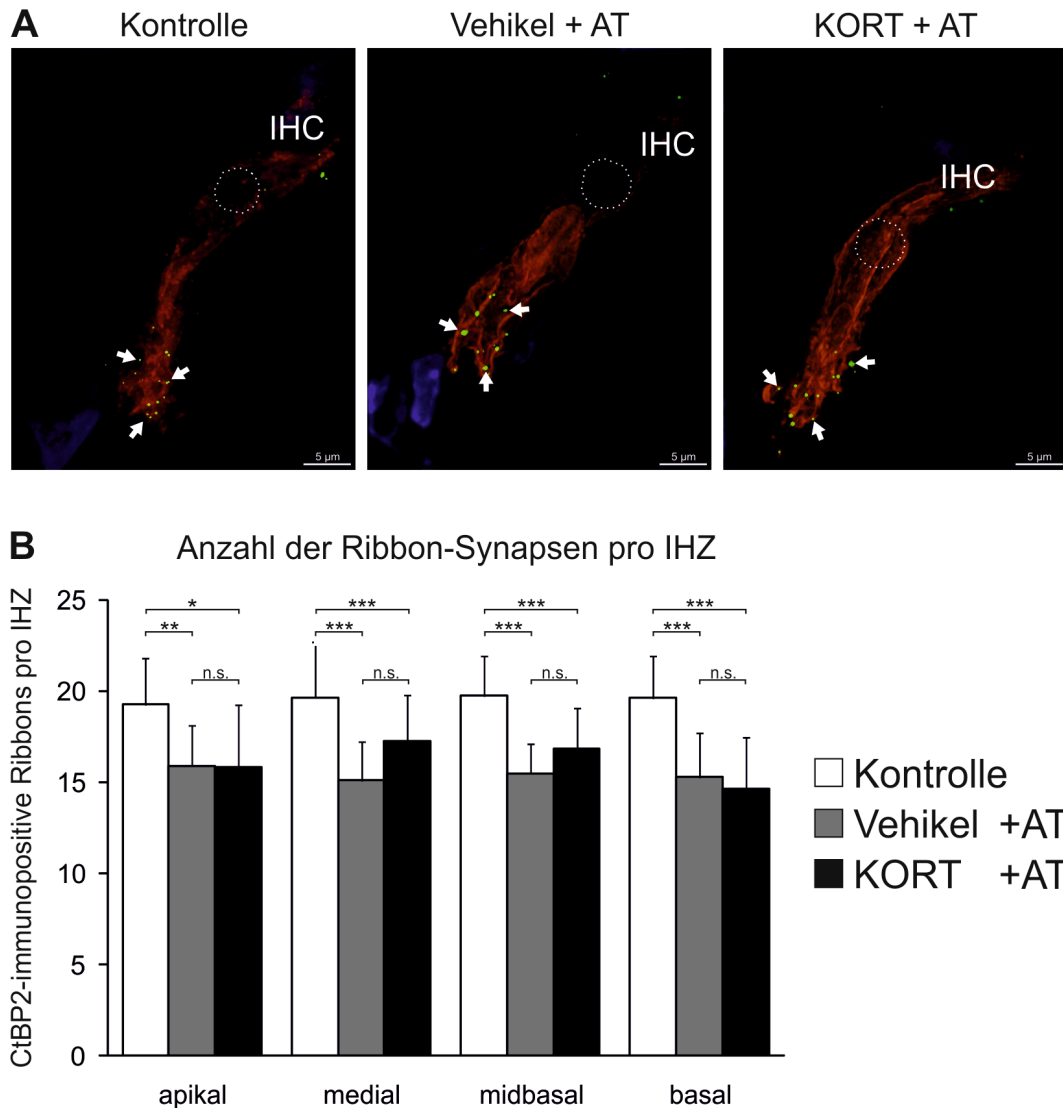 A
Kontrolle
Vehikel + AT
KORT + AT
IHC
IHC
IHC
5 µm
5 µm
5 µm
B
Anzahl der Ribbon-Synapsen pro IHZ
CtBP2-immunopositive Ribbons pro IHZ
25
20
15
10
5
0
*
**
n.s.
***
***
n.s.
***
***
n.s.
***
***
n.s.
apikal
medial
midbasal
basal
Kontrolle
Vehikel +AT
KORT +AT